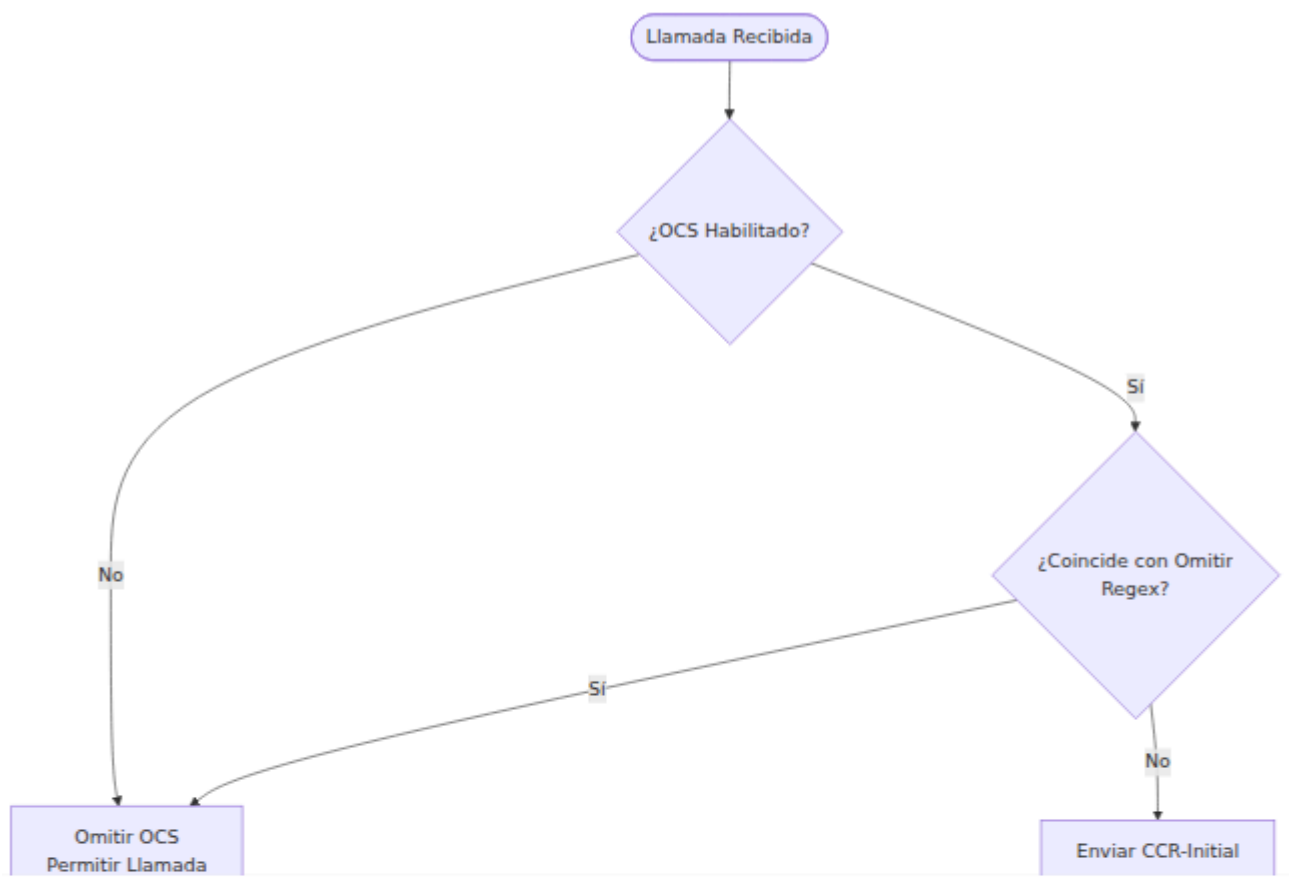 Llamada Recibida
¿OCS Habilitado?
Sí
¿Coincide con Omitir
Regex?
No
Sí
No
Omitir OCS
Permitir Llamada
Enviar CCR-Initial